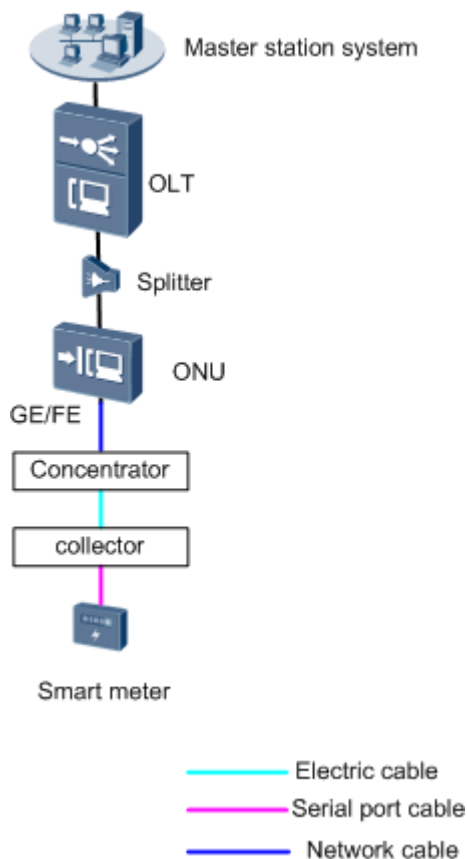 Master station system
OLT
Splitter
ONU
GE/FE
Concentrator
collector
Smart meter
Electric cable
Serial port cable
Network cable